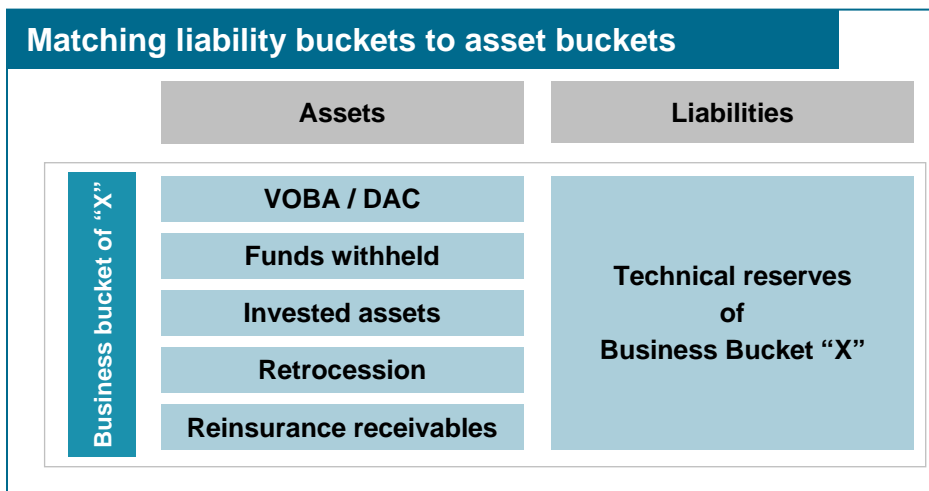 Matching liability buckets to asset buckets
Assets
Liabilities
Business bucket of “X”
VOBA / DAC
Funds withheld
Invested assets
Retrocession
Reinsurance receivables
Technical reserves
of
Business Bucket “X”